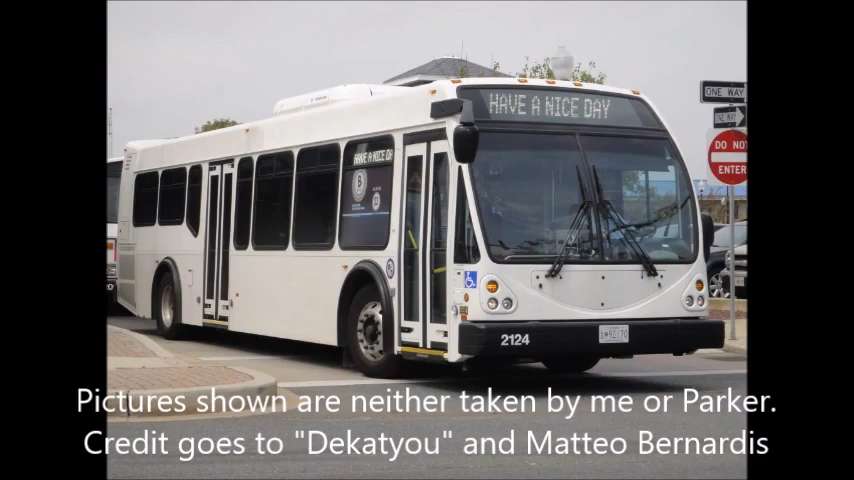 HAVE A NICE DAY
ONE WAY
ONE WAY
DO NOT
ENTER
2124
Pictures shown are neither taken by me or Parker.
Credit goes to "Dekatyou" and Matteo Bernardis